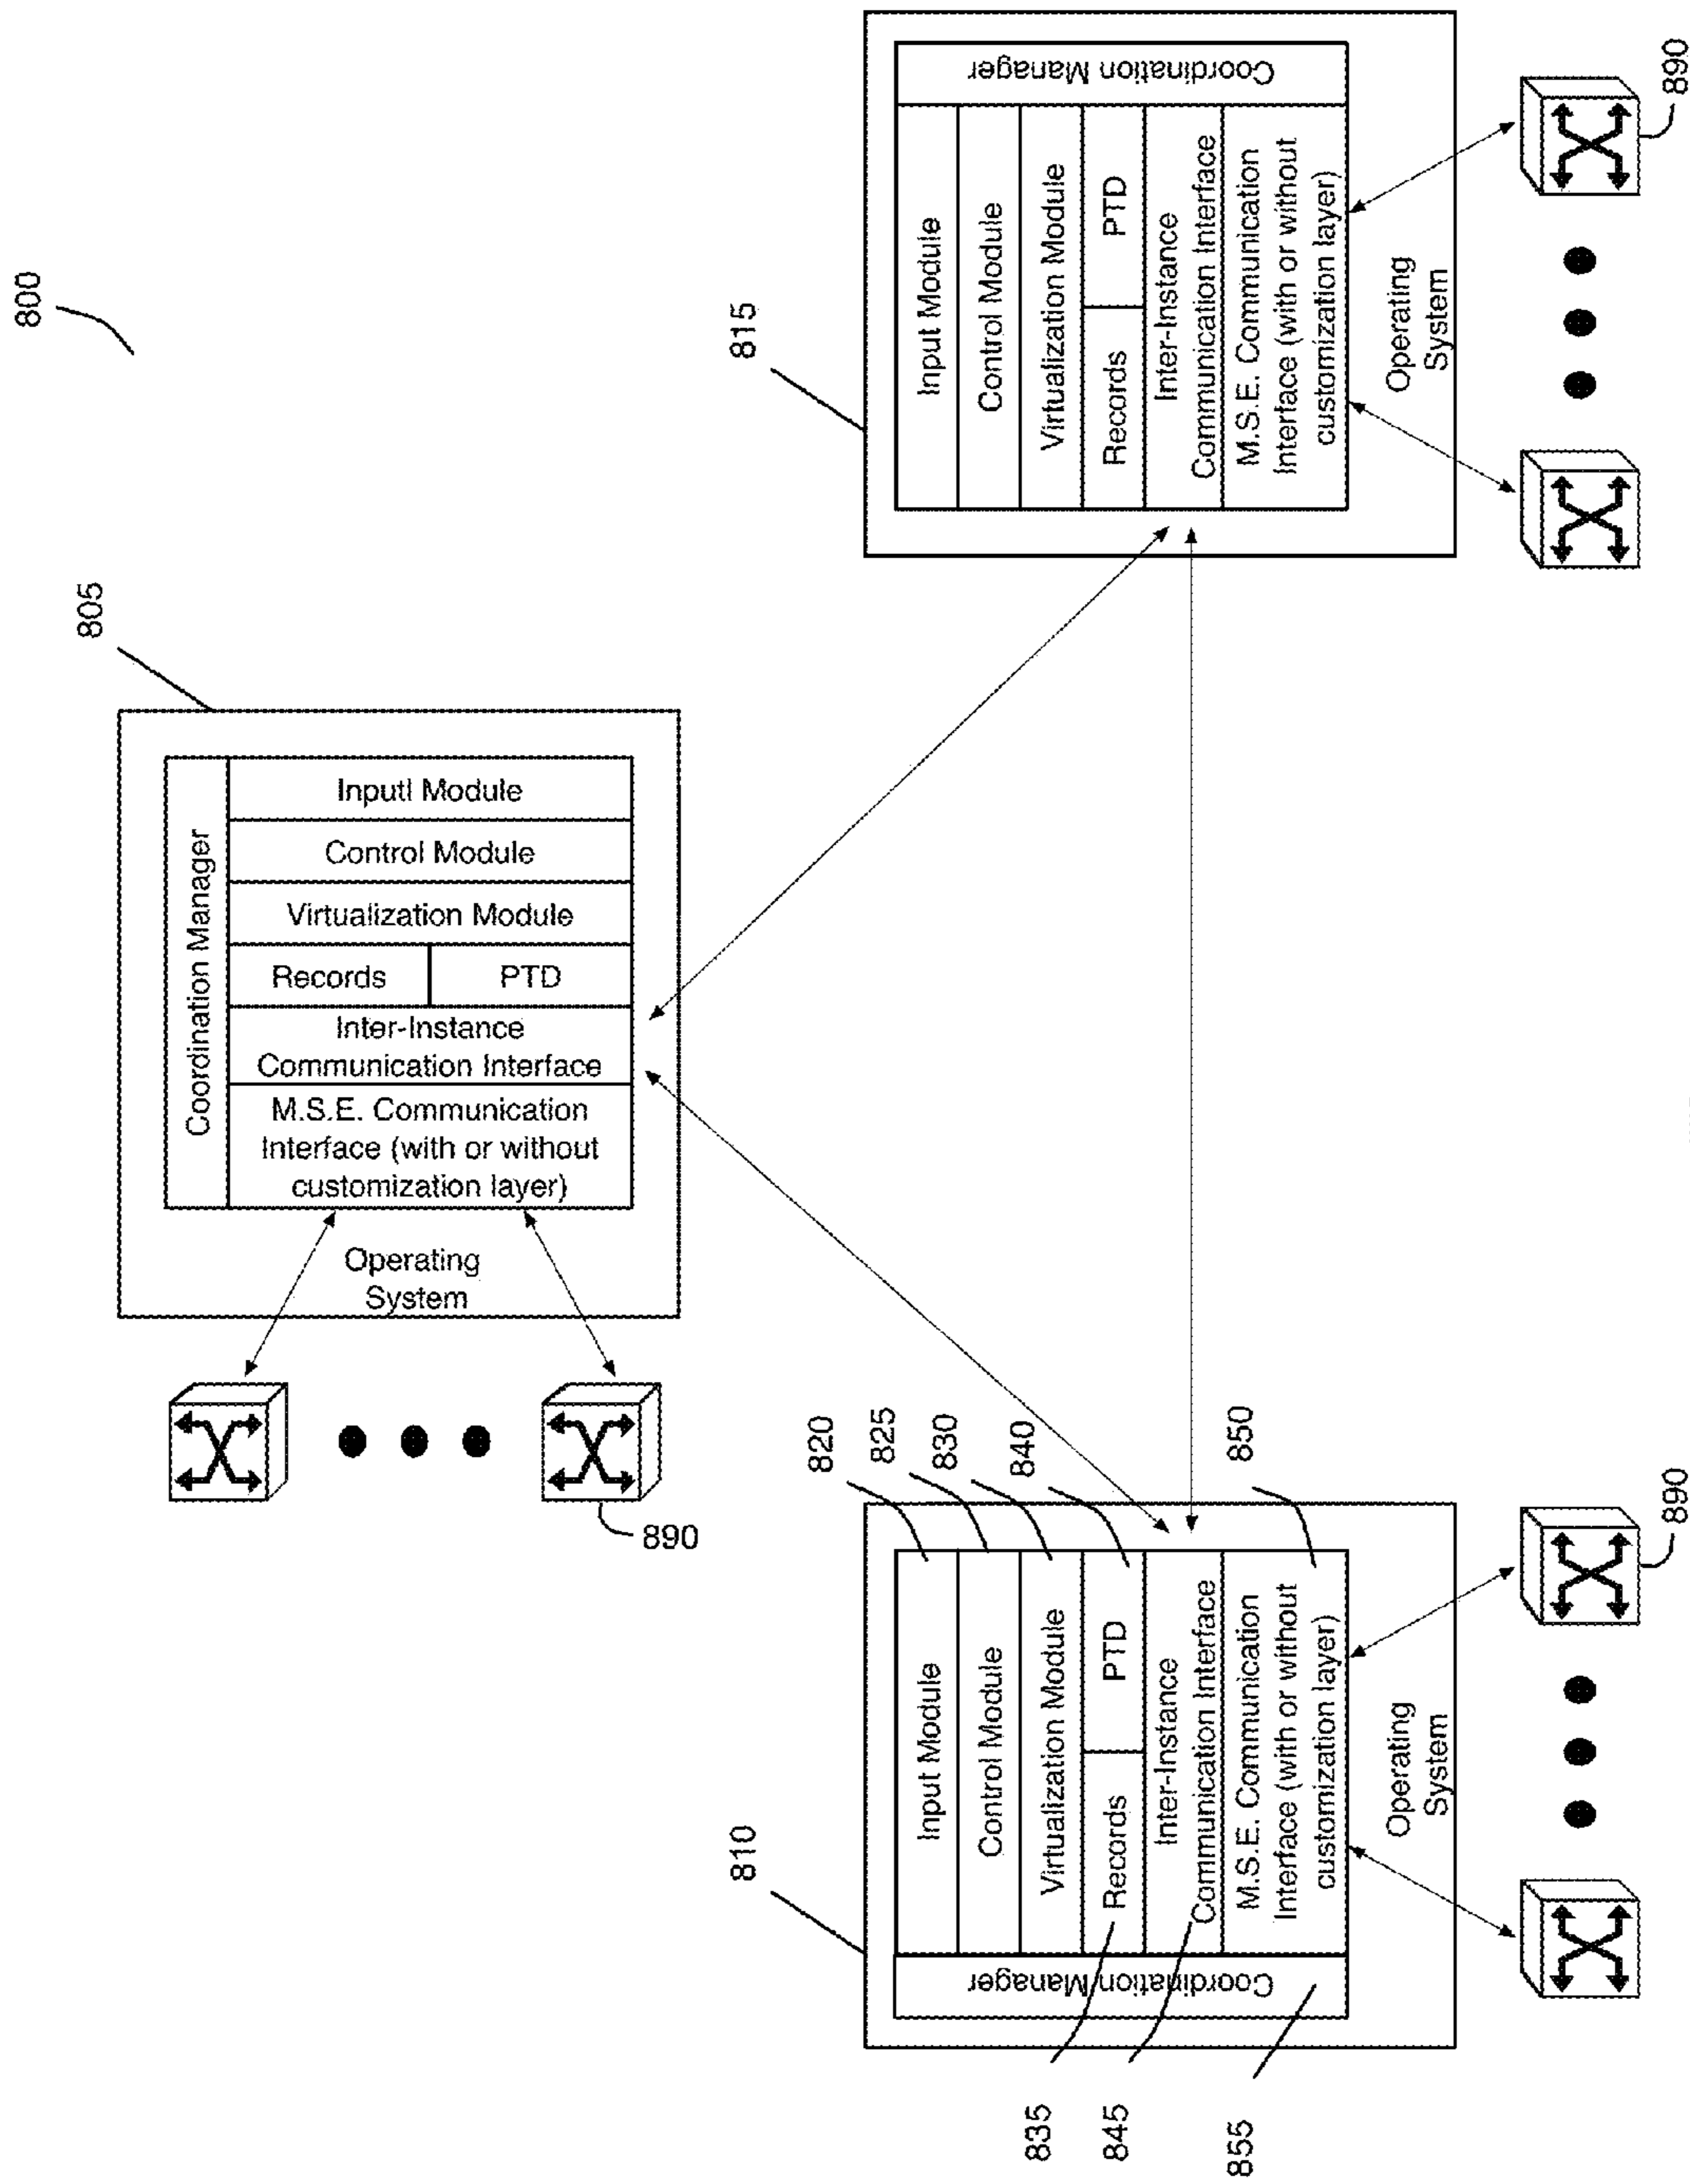 800
805
Coordination Manager
Inputl Module
Control Module
Virtualization Module
Records
PTD
Inter-Instance
Communication Interface
M.S.E. Communication
Interface (with or without
customization layer)
Operating
System
890
810
820
825
830
840
850
Input Module
Control Module
Virtualization Module
Records
PTD
Inter-Instance
Communication Interface
M.S.E. Communication
Interface (with or without
customization layer)
Coordination Manager
Operating
System
835
845
855
890
815
Input Module
Control Module
Virtualization Module
Records
PTD
Inter-Instance
Communication Interface
M.S.E. Communication
Interface (with or without
customization layer)
Coordination Manager
Operating
System
890